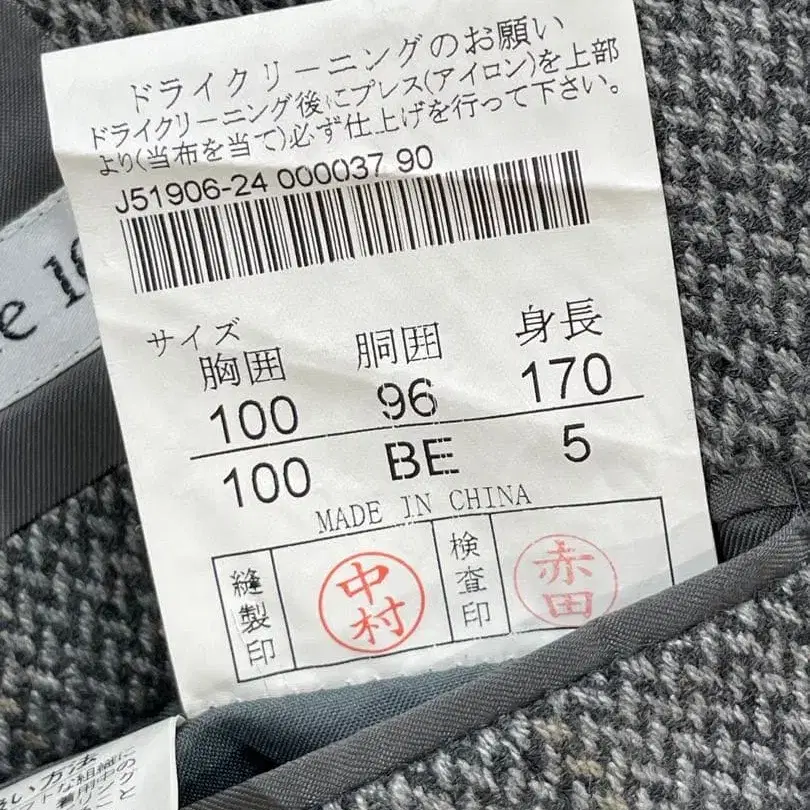 ドライクリーニングのお願い
ドライクリーニング後にプレス(アイロン)を上部
より(当布を当て)必ず仕上げを行って下さい。
J51906-24 000037 90
サイズ
胸囲 胴囲 身長
100 96 170
100 BE 5
MADE IN CHINA
縫製印 中村 検査印 赤田